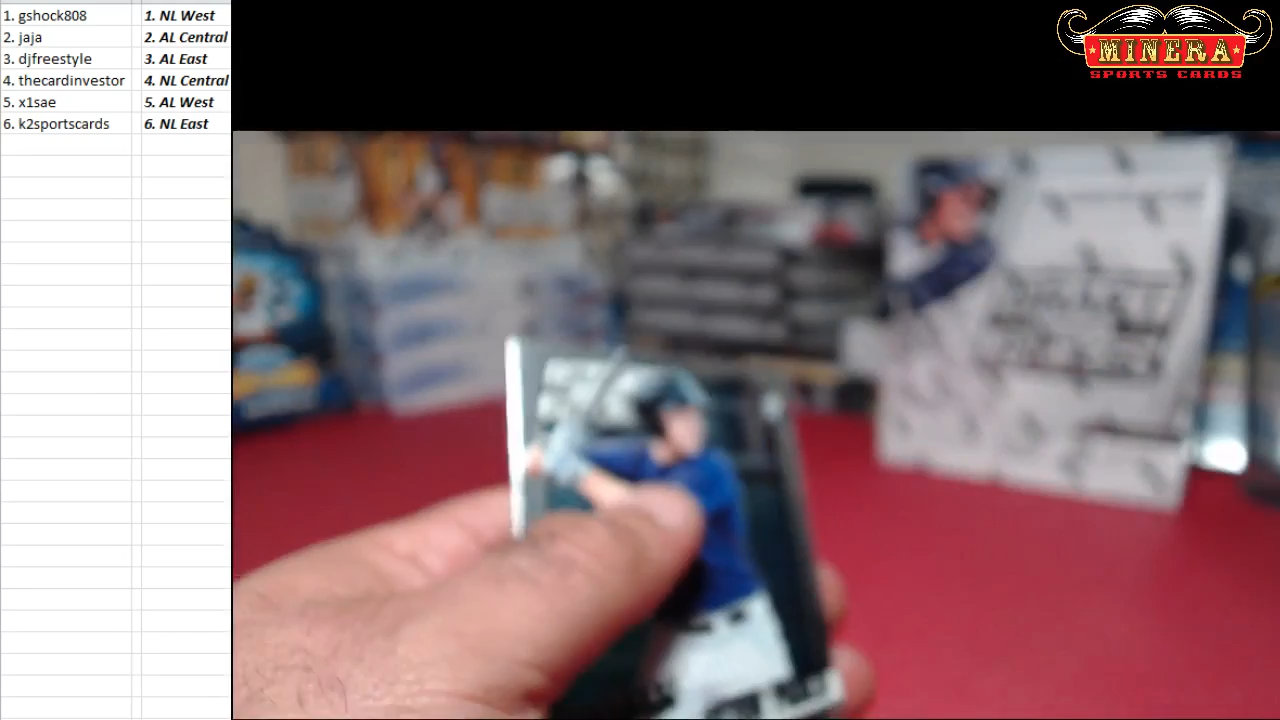 1. gshock808 1. NL West
2. jaja 2. AL Central
3. djfreestyle 3. AL East
4. thecardinvestor 4. NL Central
5. x1sae 5. AL West
6. k2sportscards 6. NL East
MINERA
SPORTS CARDS